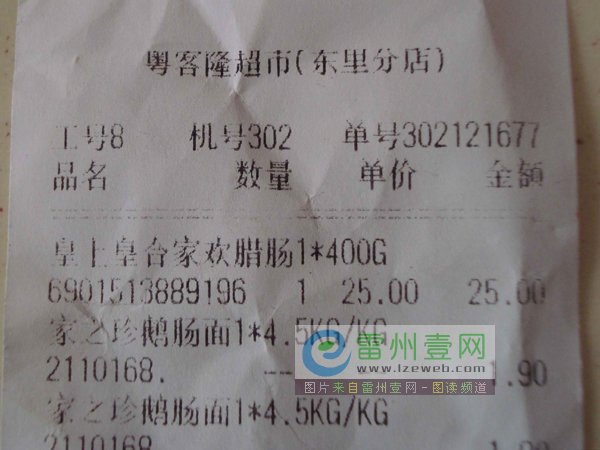 粤客隆超市(东里分店)
工号8 机号302 单号302121677
品名 数量 单价 金额
皇上皇合家欢腊肠1*400G
6901513889196 1 25.00 25.00
家之珍鹅肠面1*4.5KG/KG
雷州壹网
www.lzeweb.com
2110168. 1.90
图片来自雷州壹网-图读频道
家之珍鹅肠面1*4.5KG/KG
2110168